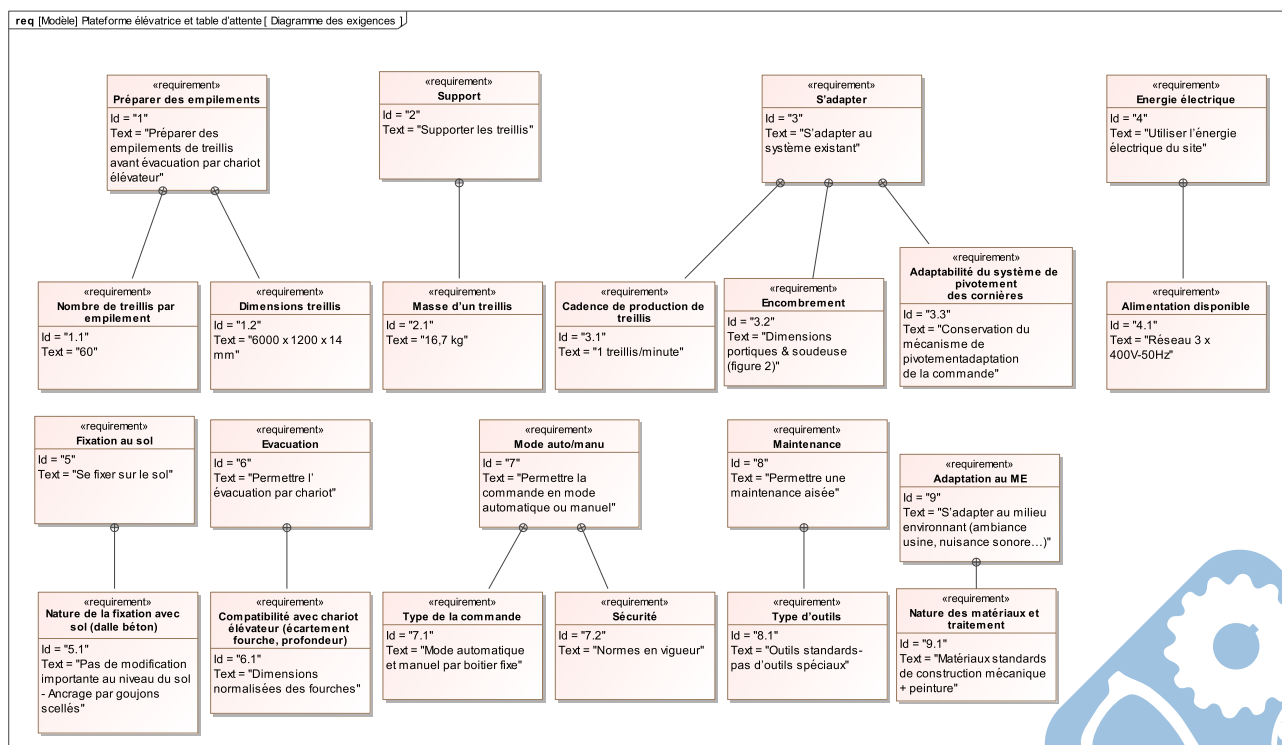 req [Modèle] Plateforme élévatrice et table d'attente [ Diagramme des exigences ]
«requirement»
Préparer des empilements
Id = "1"
Text = "Préparer des
empilements de treillis
avant évacuation par chariot
élévateur"
«requirement»
Support
Id = "2"
Text = "Supporter les treillis"
«requirement»
S'adapter
Id = "3"
Text = "S'adapter au
système existant"
«requirement»
Energie électrique
Id = "4"
Text = "Utiliser l'énergie
électrique du site"
«requirement»
Nombre de treillis par
empilement
Id = "1.1"
Text = "60"
«requirement»
Dimensions treillis
Id = "1.2"
Text = "6000 x 1200 x 14
mm"
«requirement»
Masse d'un treillis
Id = "2.1"
Text = "16,7 kg"
«requirement»
Cadence de production de
treillis
Id = "3.1"
Text = "1 treillis/minute"
«requirement»
Encombrement
Id = "3.2"
Text = "Dimensions
portiques & soudeuse
(figure 2)"
«requirement»
Adaptabilité du système de
pivotement
des cornières
Id = "3.3"
Text = "Conservation du
mécanisme de
pivotementadaptation
de la commande"
«requirement»
Alimentation disponible
Id = "4.1"
Text = "Réseau 3 x
400V-50Hz"
«requirement»
Fixation au sol
Id = "5"
Text = "Se fixer sur le sol"
«requirement»
Evacuation
Id = "6"
Text = "Permettre l'
évacuation par chariot"
«requirement»
Mode auto/manu
Id = "7"
Text = "Permettre la
commande en mode
automatique ou manuel"
«requirement»
Maintenance
Id = "8"
Text = "Permettre une
maintenance aisée"
«requirement»
Adaptation au ME
Id = "9"
Text = "S'adapter au milieu
environnant (ambiance
usine, nuisance sonore…)"
«requirement»
Nature de la fixation avec
sol (dalle béton)
Id = "5.1"
Text = "Pas de modification
importante au niveau du sol
- Ancrage par goujons
scellés"
«requirement»
Compatibilité avec chariot
élévateur (écartement
fourche, profondeur)
Id = "6.1"
Text = "Dimensions
normalisées des fourches"
«requirement»
Type de la commande
Id = "7.1"
Text = "Mode automatique
et manuel par boitier fixe"
«requirement»
Sécurité
Id = "7.2"
Text = "Normes en vigueur"
«requirement»
Type d'outils
Id = "8.1"
Text = "Outils standards-
pas d'outils spéciaux"
«requirement»
Nature des matériaux et
traitement
Id = "9.1"
Text = "Matériaux standards
de construction mécanique
+ peinture"